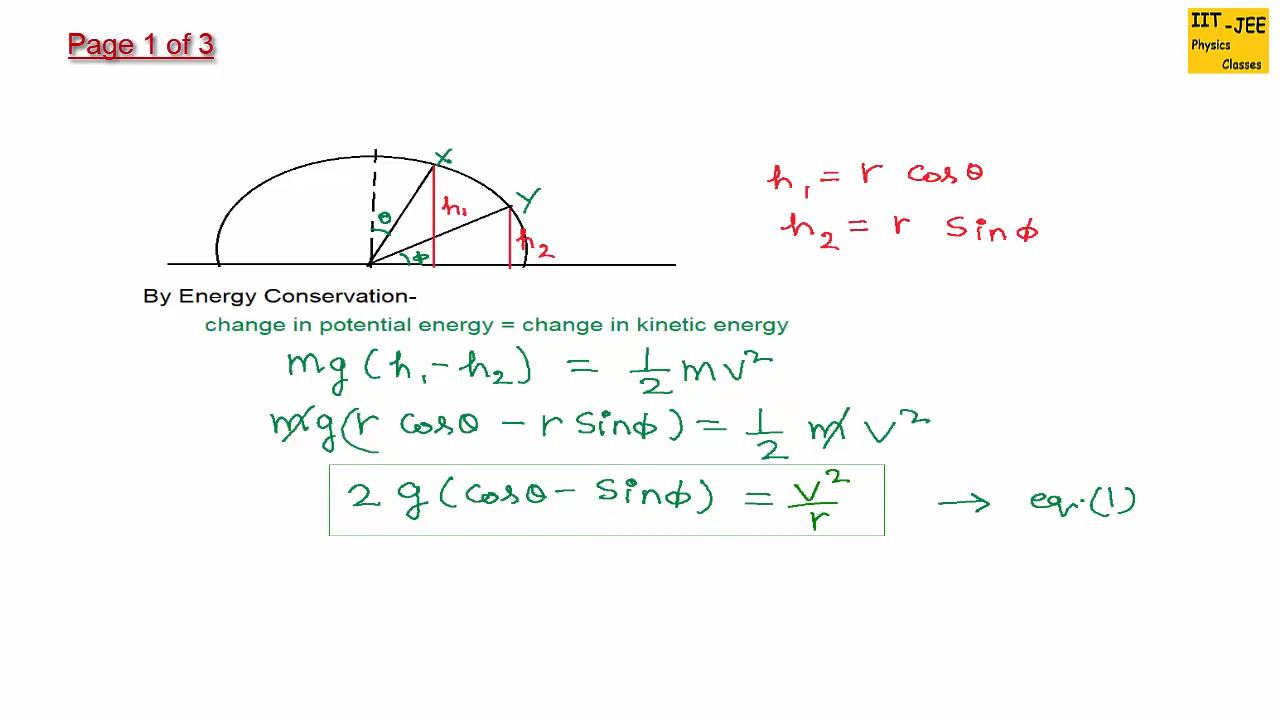 Page 1 of 3
IIT-JEE
Physics
Classes
X
Y
θ
h₁
h₂
ϕ
h₁ = r cosθ
h₂ = r sinϕ
By Energy Conservation-
change in potential energy = change in kinetic energy
mg(h₁-h₂) = 1/2 mv²
mg(r cosθ - r sinϕ) = 1/2 m v²
2 g(cosθ - sinϕ) = v²/r → eqn.(1)